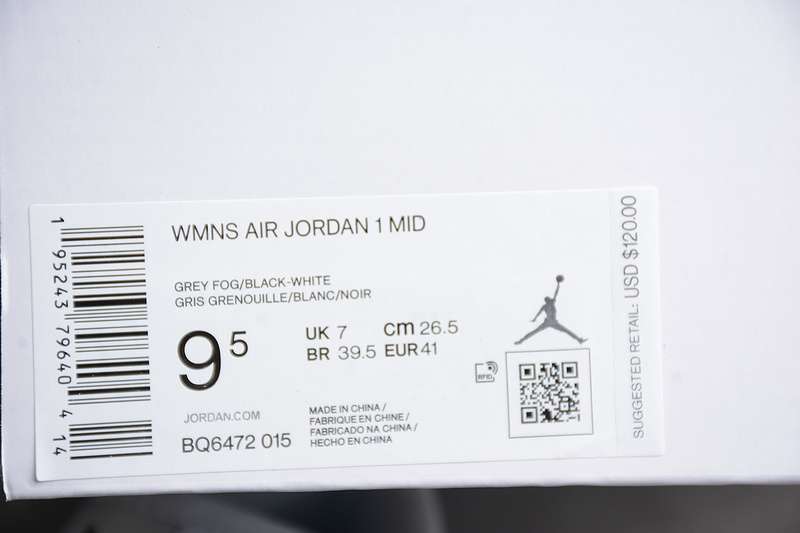 WMNS AIR JORDAN 1 MID
GREY FOG/BLACK-WHITE
GRIS GRENOUILLE/BLANC/NOIR
9 5
UK 7 cm 26.5
BR 39.5 EUR 41
JORDAN.COM
BQ6472 015
MADE IN CHINA /
FABRIQUE EN CHINE /
FABRICADO NA CHINA /
HECHO EN CHINA
RFID
SUGGESTED RETAIL: USD $120.00
1 95243 79640 4 14